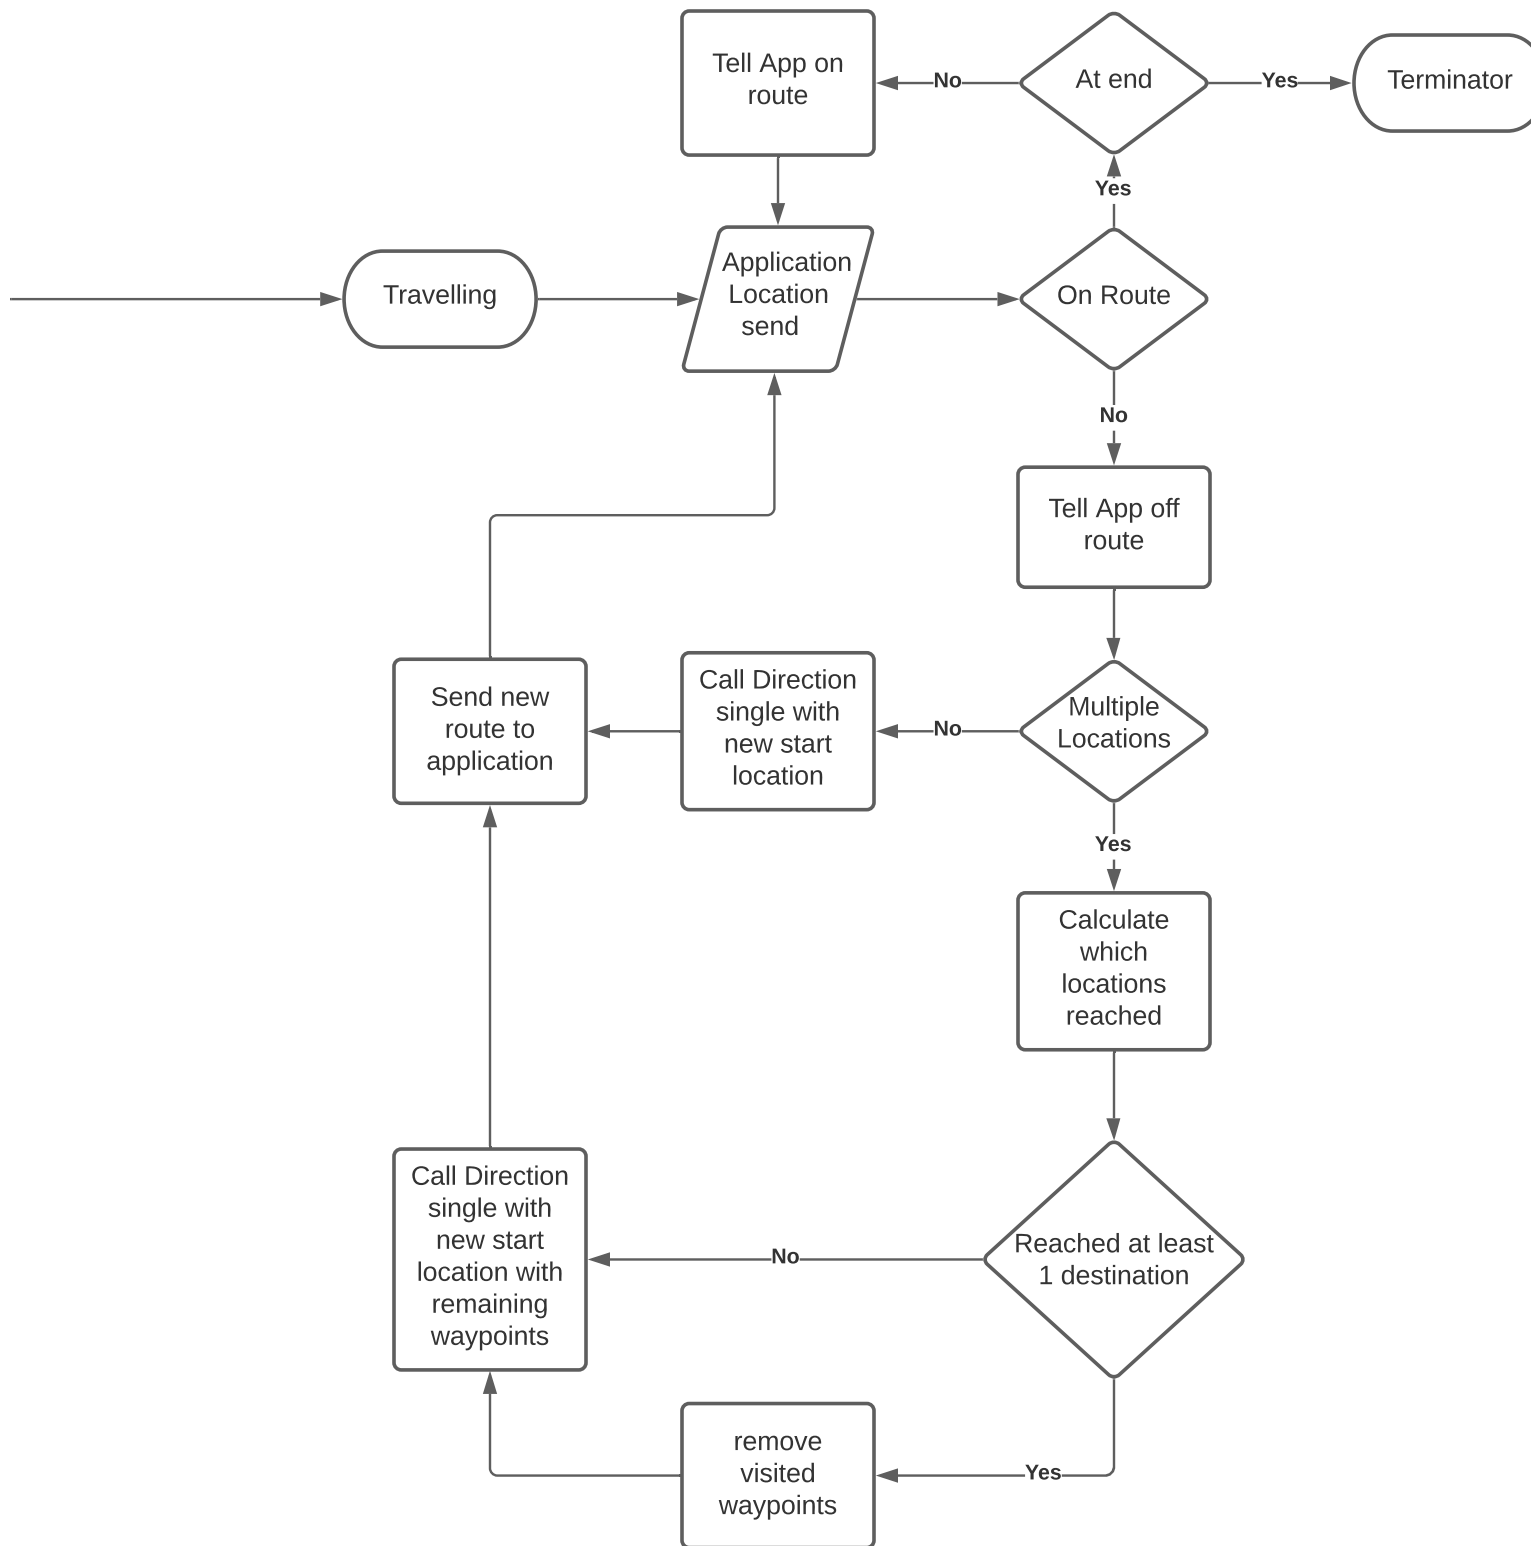 Tell App on
route
No
At end
Yes
Terminator
Yes
Travelling
Application
Location
send
On Route
No
Tell App off
route
Send new
route to
application
Call Direction
single with
new start
location
No
Multiple
Locations
Yes
Calculate
which
locations
reached
Call Direction
single with
new start
location with
remaining
waypoints
No
Reached at least
1 destination
remove
visited
waypoints
Yes